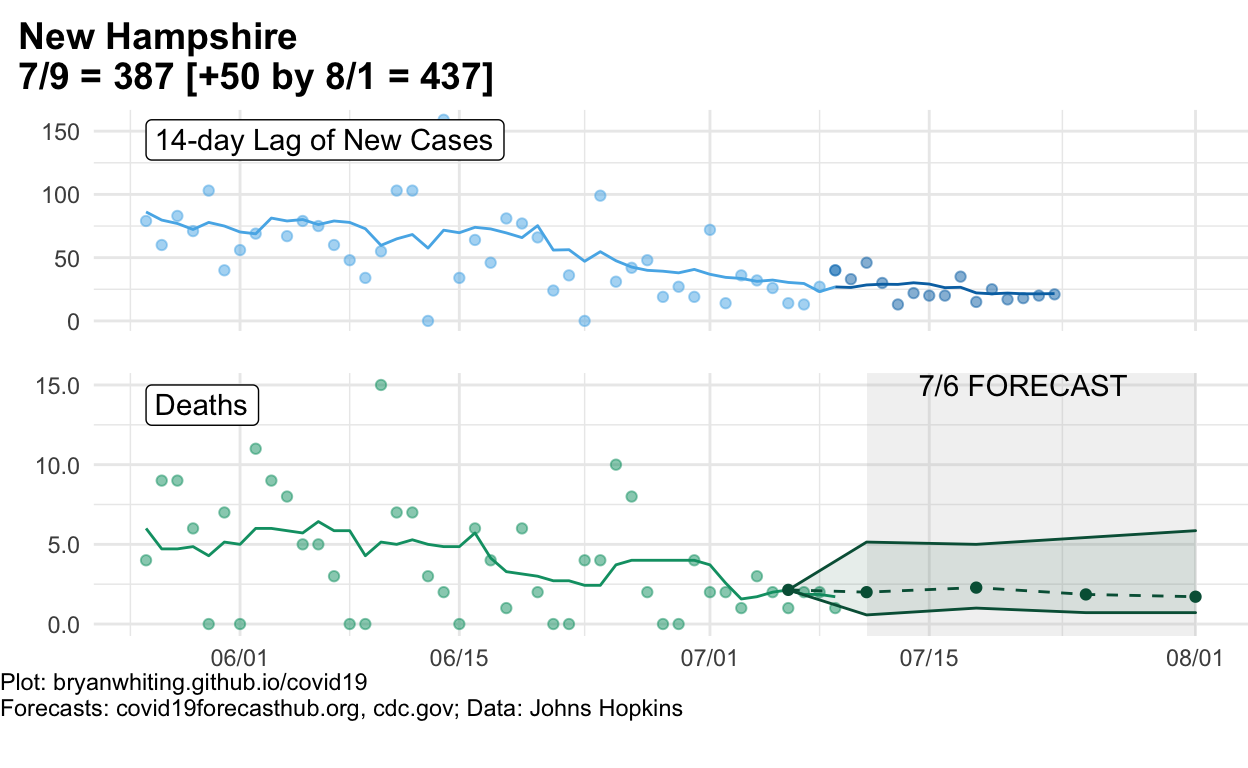 New Hampshire
7/9 = 387 [+50 by 8/1 = 437]
14-day Lag of New Cases
150
100
50
0
Deaths
7/6 FORECAST
15.0
10.0
5.0
0.0
06/01 06/15 07/01 07/15 08/01
Plot: bryanwhiting.github.io/covid19
Forecasts: covid19forecasthub.org, cdc.gov; Data: Johns Hopkins